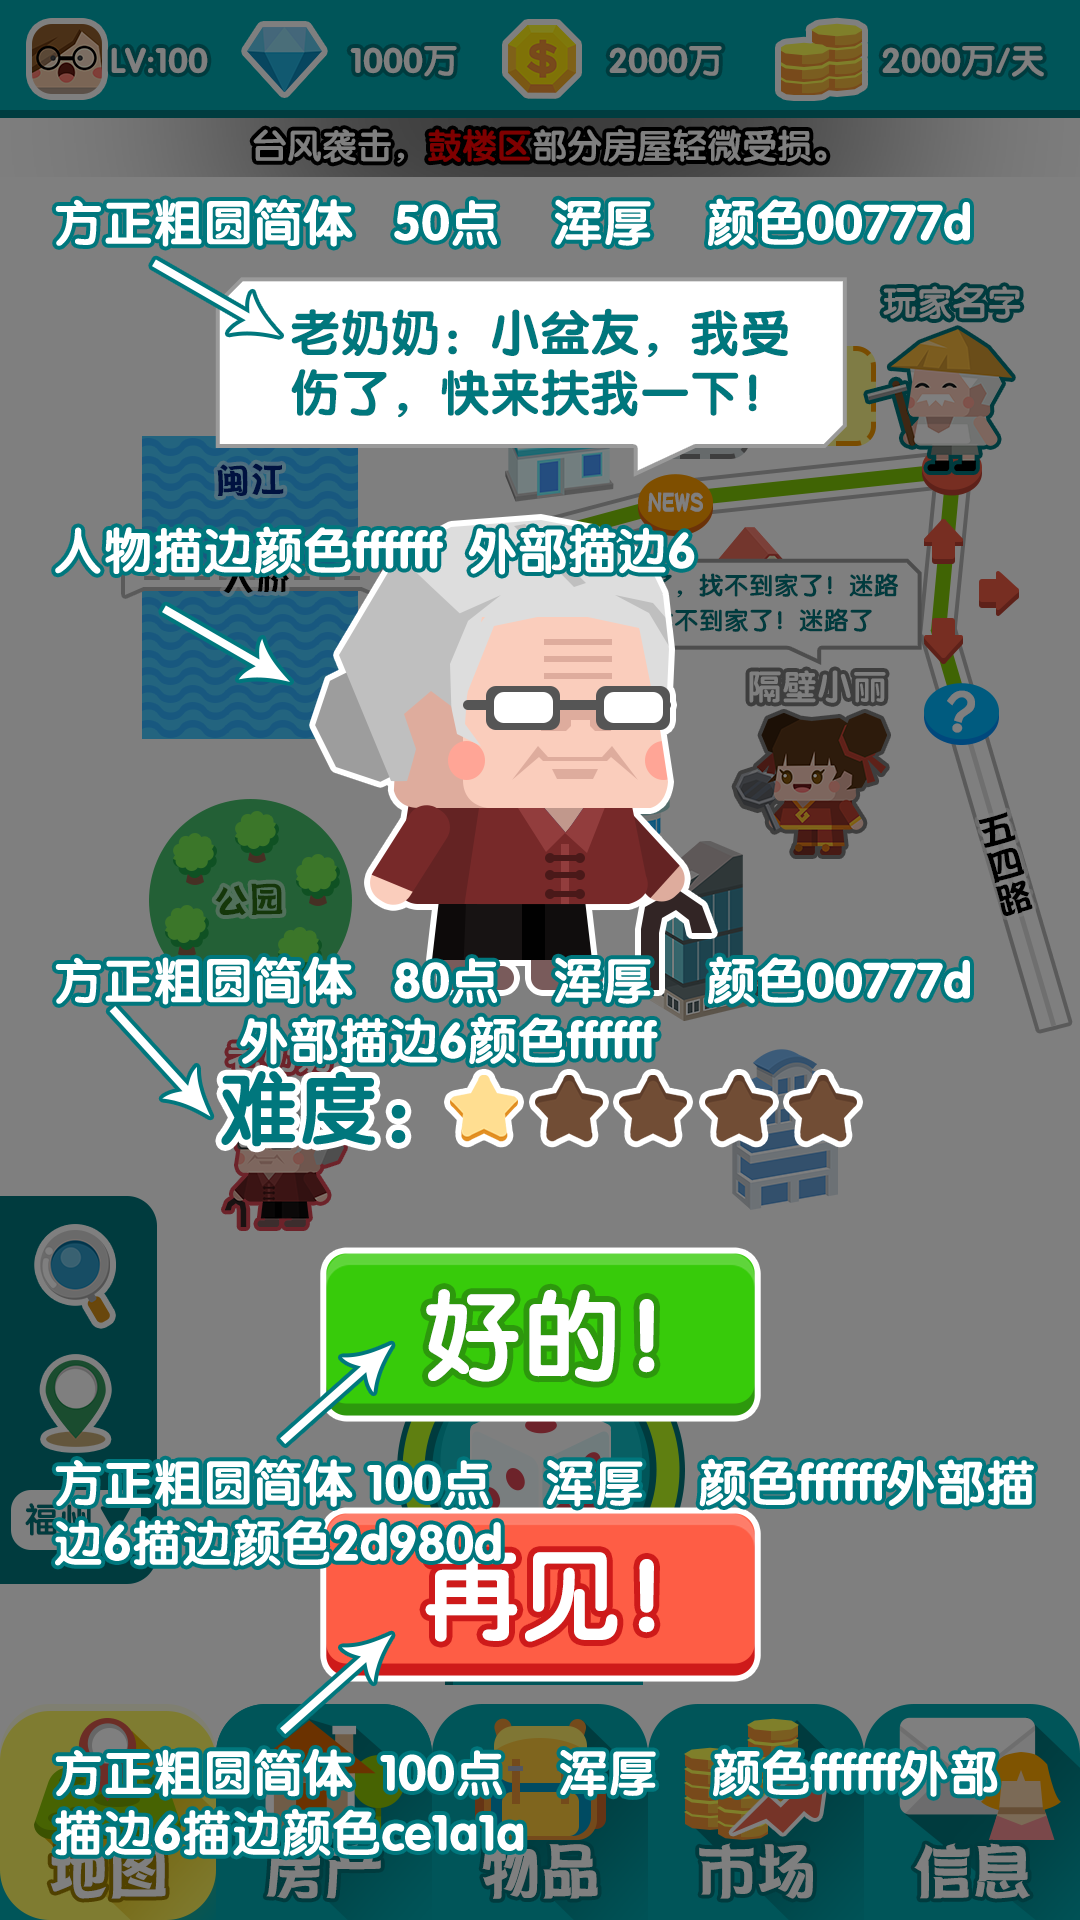 LV:100 1000万 2000万 2000万/天
台风袭击，鼓楼区部分房屋轻微受损。
方正粗圆简体 50点 浑厚 颜色00777d
玩家名字
老奶奶：小盆友，我受
伤了，快来扶我一下！
闽江
NEWS
人物描边颜色ffffff 外部描边6
大桥
，找不到家了！迷路
不到家了！迷路了
隔壁小丽
?
五四路
公园
方正粗圆简体 80点 浑厚 颜色00777d
外部描边6颜色ffffff
难度：
好的！
方正粗圆简体 100点 浑厚 颜色ffffff外部描
边6描边颜色2d980d
福州
再见！
方正粗圆简体 100点 浑厚 颜色ffffff外部
描边6描边颜色ce1a1a
地图 房产 物品 市场 信息